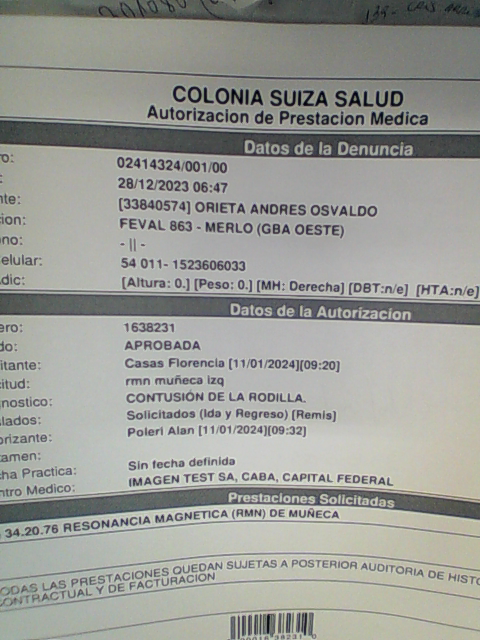 COLONIA SUIZA SALUD
Autorizacion de Prestacion Medica
Datos de la Denuncia
ro: 02414324/001/00
: 28/12/2023 06:47
nte: [33840574] ORIETA ANDRES OSVALDO
cion: FEVAL 863 - MERLO (GBA OESTE)
ono: - || -
elular: 54 011- 1523606033
dic: [Altura: 0.] [Peso: 0.] [MH: Derecha] [DBT:n/e] [HTA:n/e]
Datos de la Autorizacion
ero: 1638231
do: APROBADA
itante: Casas Florencia [11/01/2024][09:20]
citud: rmn muñeca izq
gnostico: CONTUSIÓN DE LA RODILLA.
slados: Solicitados (Ida y Regreso) [Remis]
orizante: Poleri Alan [11/01/2024][09:32]
tamen:
cha Practica: Sin fecha definida
ntro Medico: IMAGEN TEST SA, CABA, CAPITAL FEDERAL
Prestaciones Solicitadas
34.20.76 RESONANCIA MAGNETICA (RMN) DE MUÑECA
ODAS LAS PRESTACIONES QUEDAN SUJETAS A POSTERIOR AUDITORIA DE HISTO
CONTRACTUAL Y DE FACTURACION